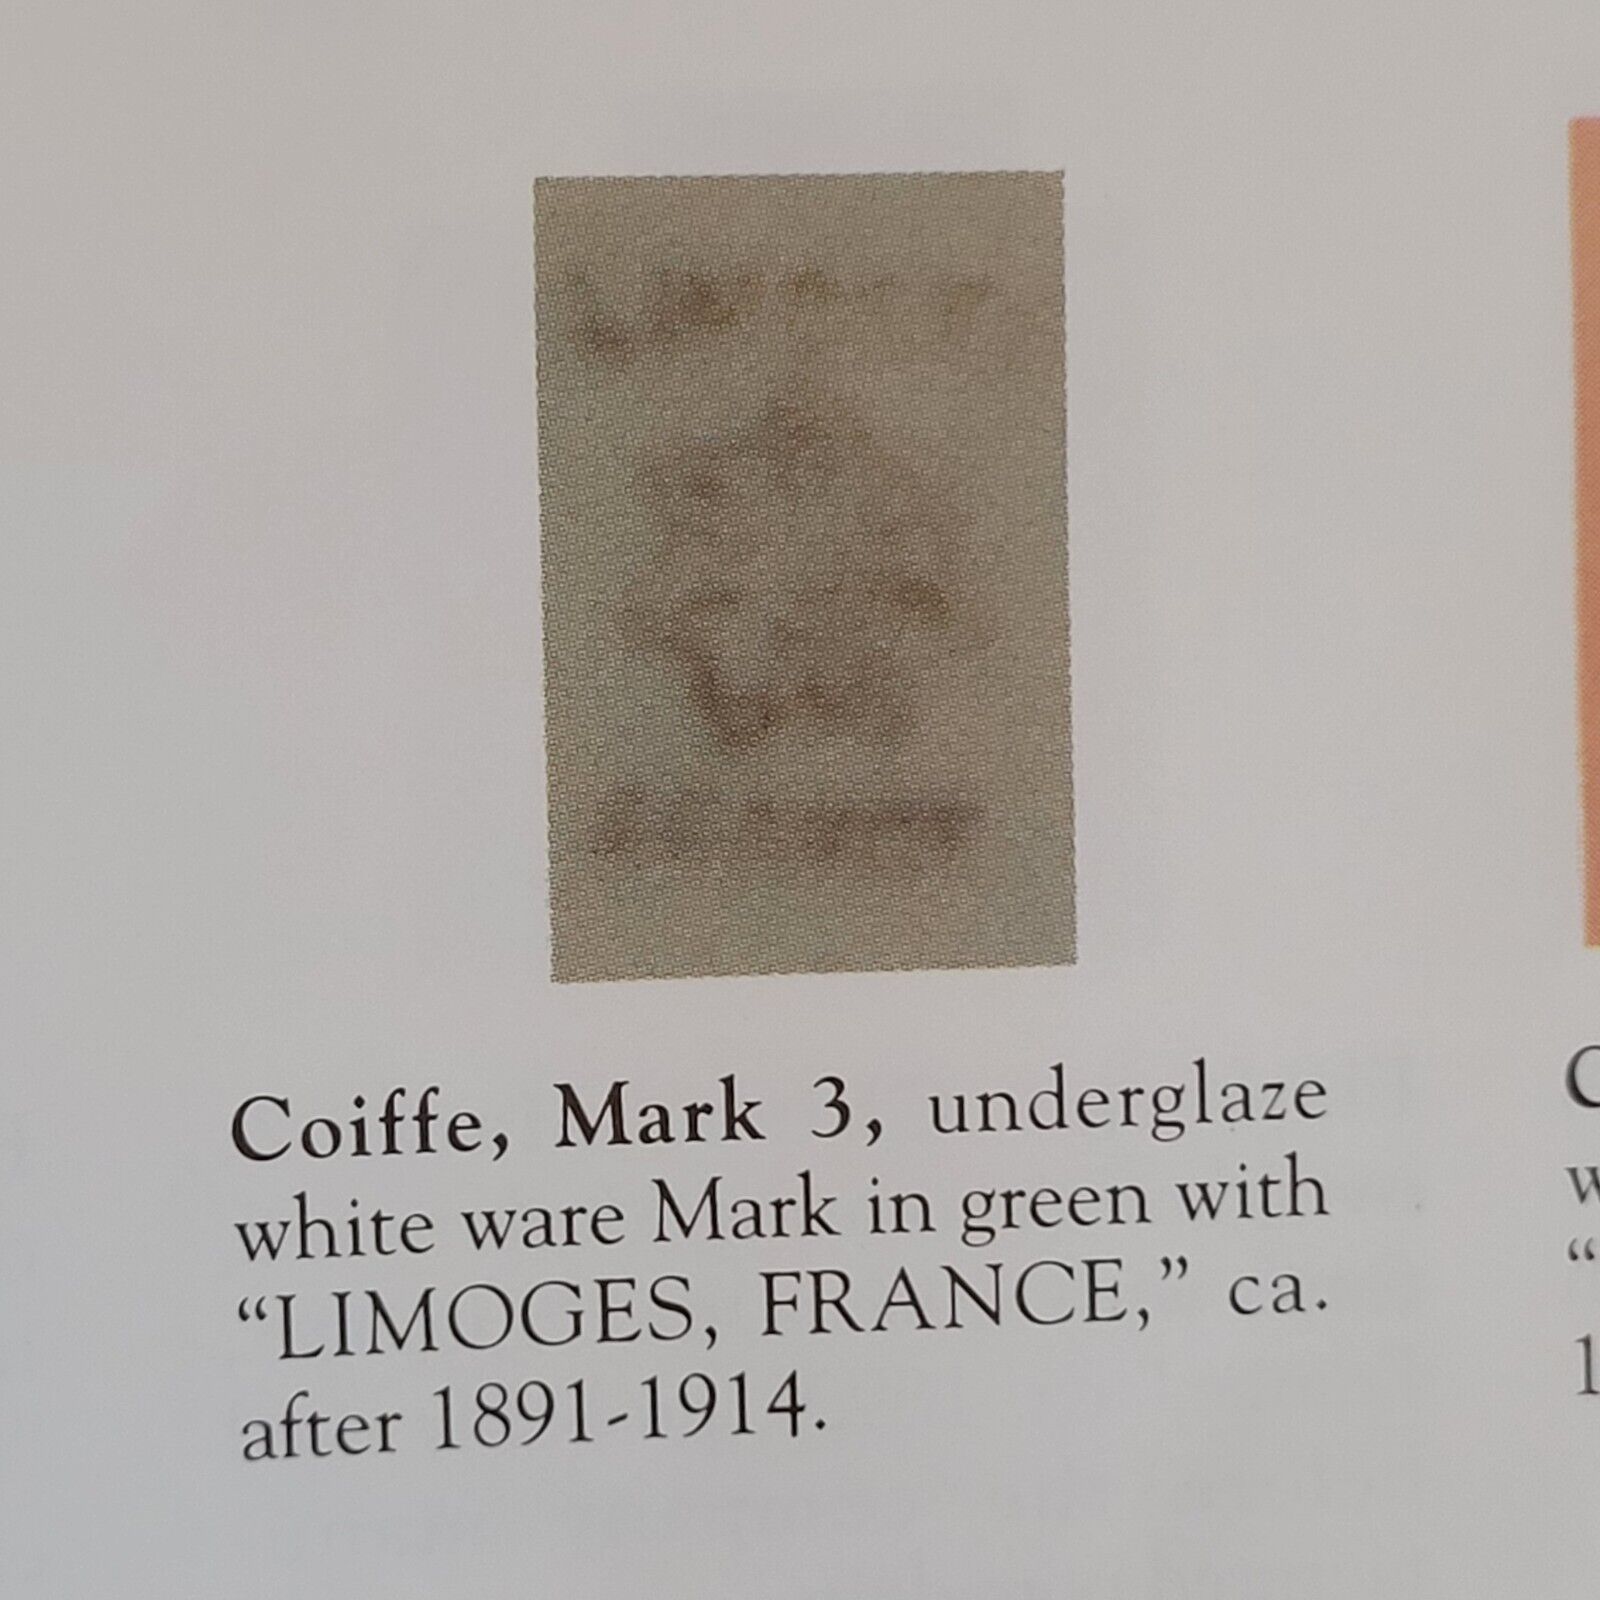 Coiffe, Mark 3, underglaze
white ware Mark in green with
"LIMOGES, FRANCE," ca.
after 1891-1914.